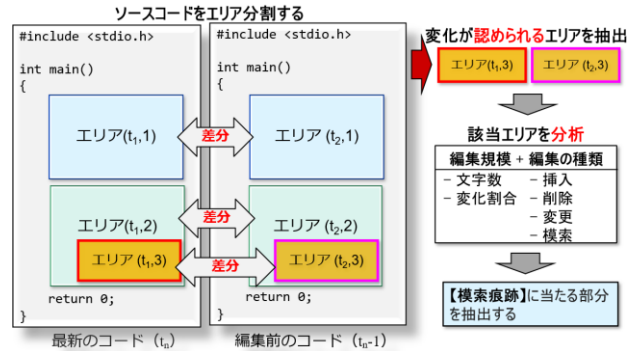 ソースコードをエリア分割する
#include <stdio.h>
int main()
{
エリア(t₁,1)
エリア(t₁,2)
エリア (t₁,3)
return 0;
}
最新のコード（tₙ）
#include <stdio.h>
int main()
{
エリア (t₂,1)
エリア(t₂,2)
エリア (t₂,3)
return 0;
}
編集前のコード（tₙ-1）
差分
差分
差分
変化が認められるエリアを抽出
エリア(t₁,3)
エリア (t₂,3)
該当エリアを分析
編集規模 + 編集の種類
− 文字数 − 挿入
− 変化割合 − 削除
− 変更
− 模索
【模索痕跡】に当たる部分
を抽出する